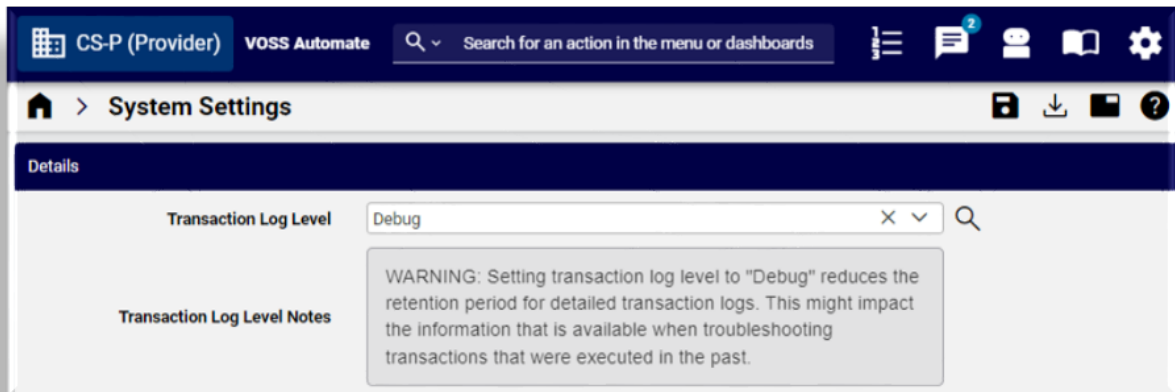 CS-P (Provider) VOSS Automate Search for an action in the menu or dashboards 2
System Settings
Details
Transaction Log Level Debug
Transaction Log Level Notes
WARNING: Setting transaction log level to "Debug" reduces the
retention period for detailed transaction logs. This might impact
the information that is available when troubleshooting
transactions that were executed in the past.